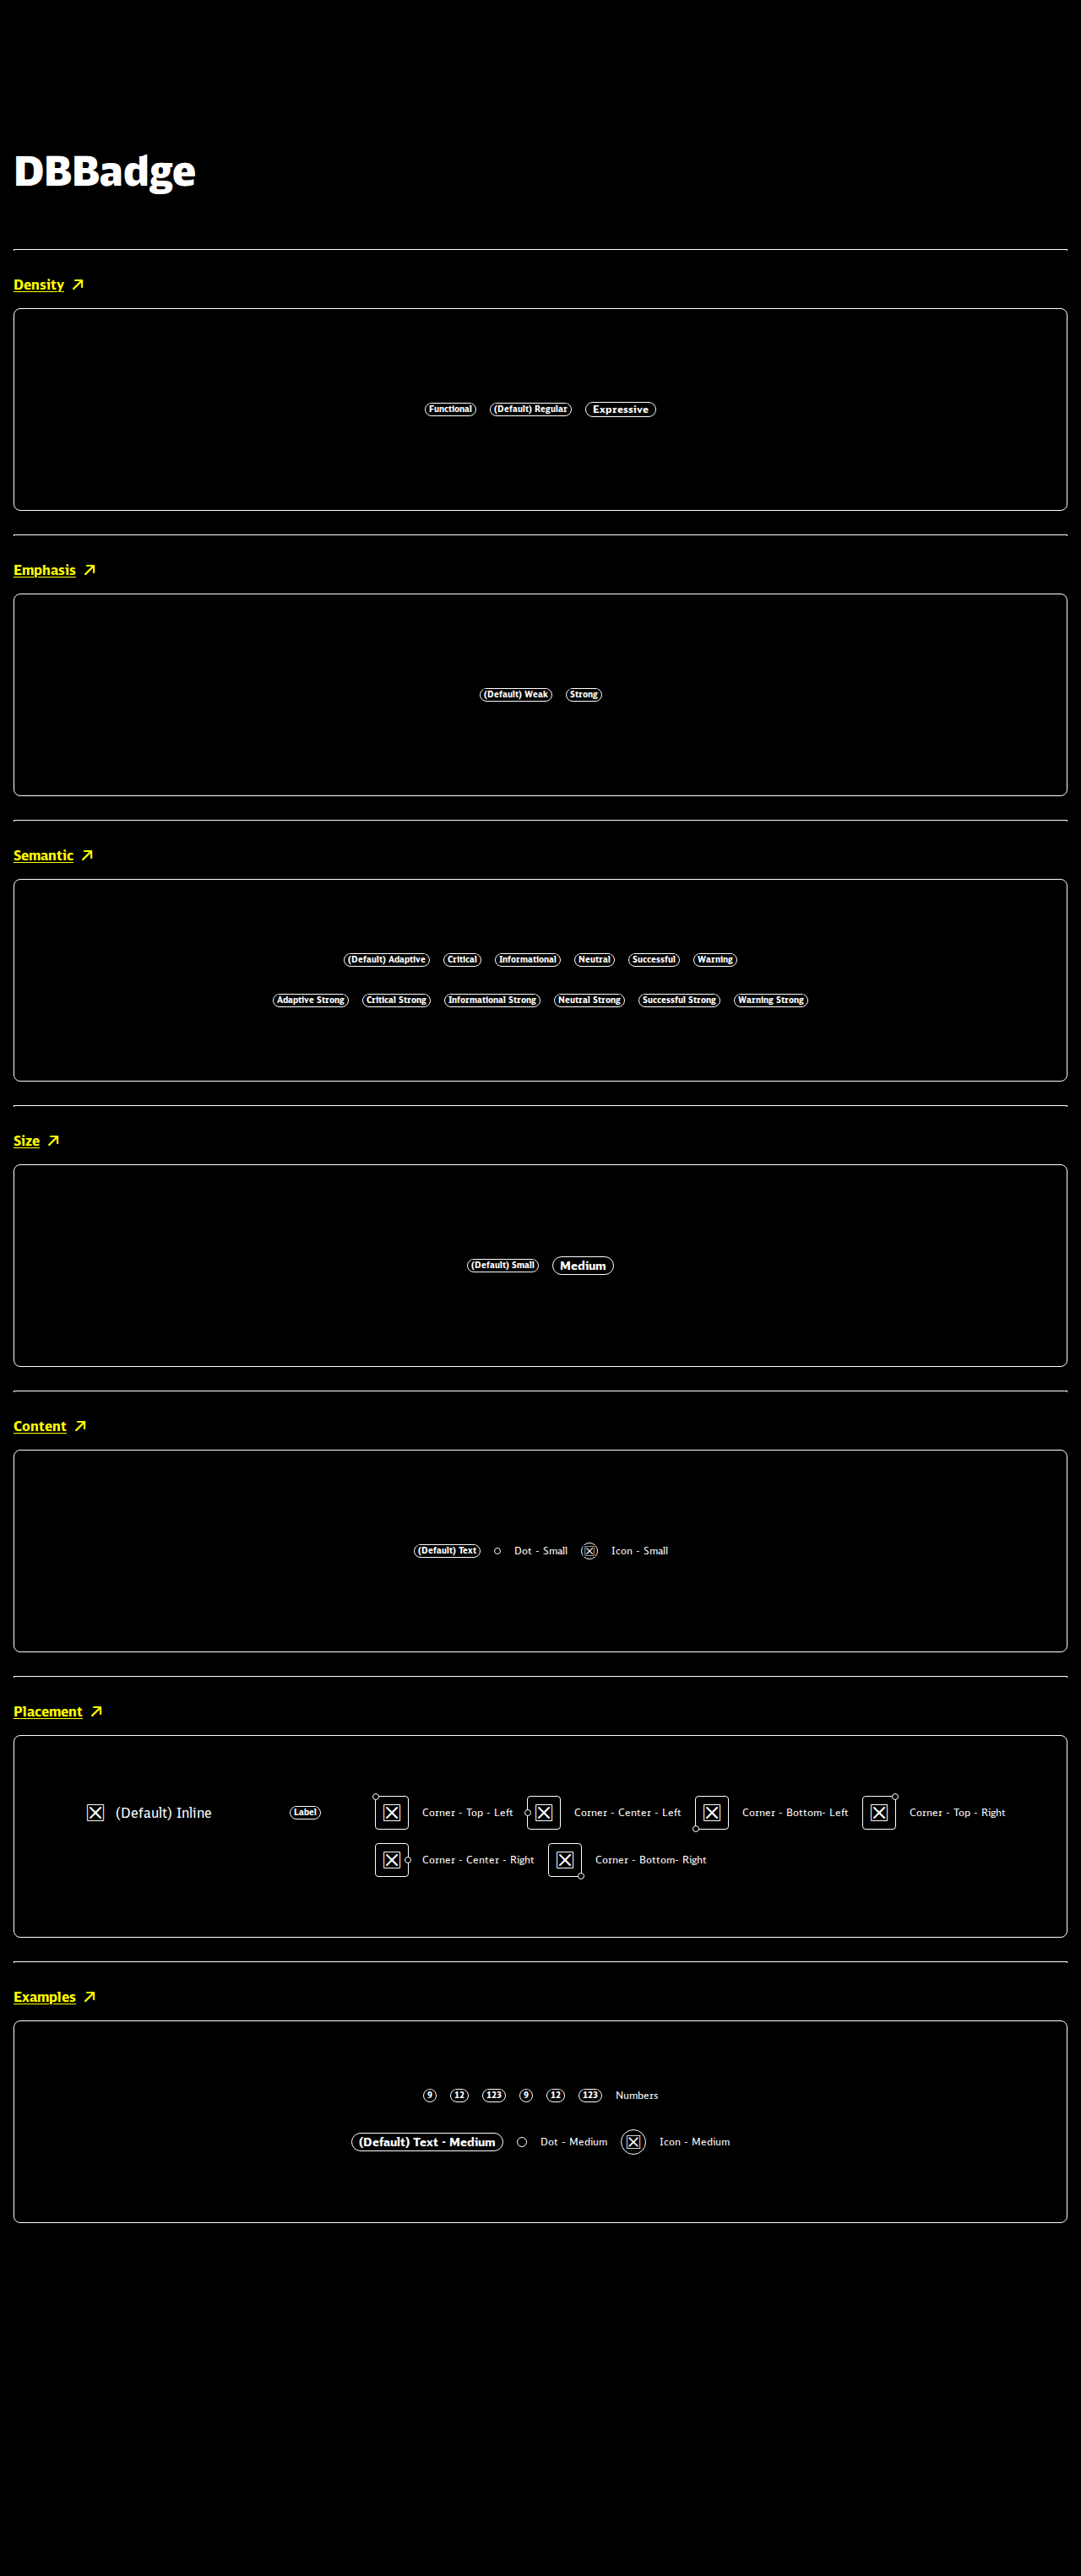 DBBadge
Density
Functional (Default) Regular Expressive
Emphasis
(Default) Weak Strong
Semantic
(Default) Adaptive Critical Informational Neutral Successful Warning
Adaptive Strong Critical Strong Informational Strong Neutral Strong Successful Strong Warning Strong
Size
(Default) Small Medium
Content
(Default) Text Dot - Small Icon - Small
Placement
(Default) Inline Label Corner - Top - Left Corner - Center - Left Corner - Bottom- Left Corner - Top - Right
Corner - Center - Right Corner - Bottom- Right
Examples
9 12 123 9 12 123 Numbers
(Default) Text - Medium Dot - Medium Icon - Medium